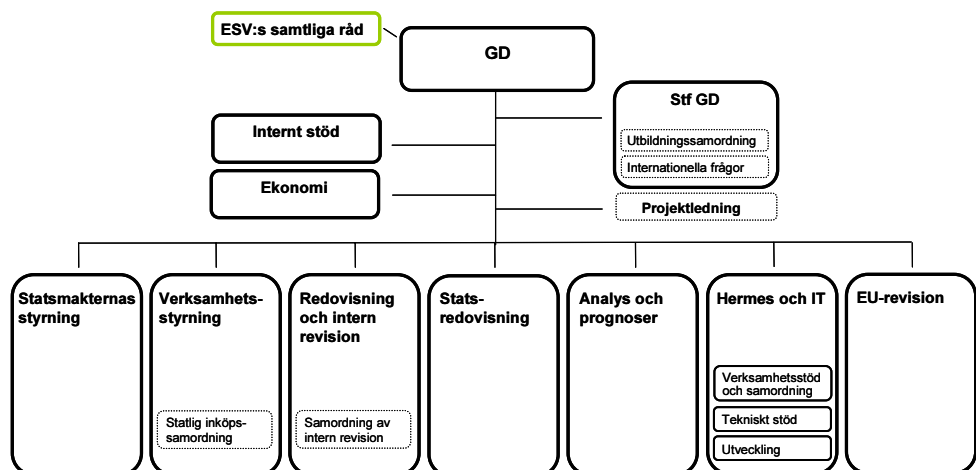 ESV:s samtliga råd
GD
Stf GD
Utbildningssamordning
Internationella frågor
Internt stöd
Ekonomi
Projektledning
Statsmakternas
styrning
Verksamhets-
styrning
Statlig inköps-
samordning
Redovisning
och intern
revision
Samordning av
intern revision
Stats-
redovisning
Analys och
prognoser
Hermes och IT
Verksamhetsstöd
och samordning
Tekniskt stöd
Utveckling
EU-revision